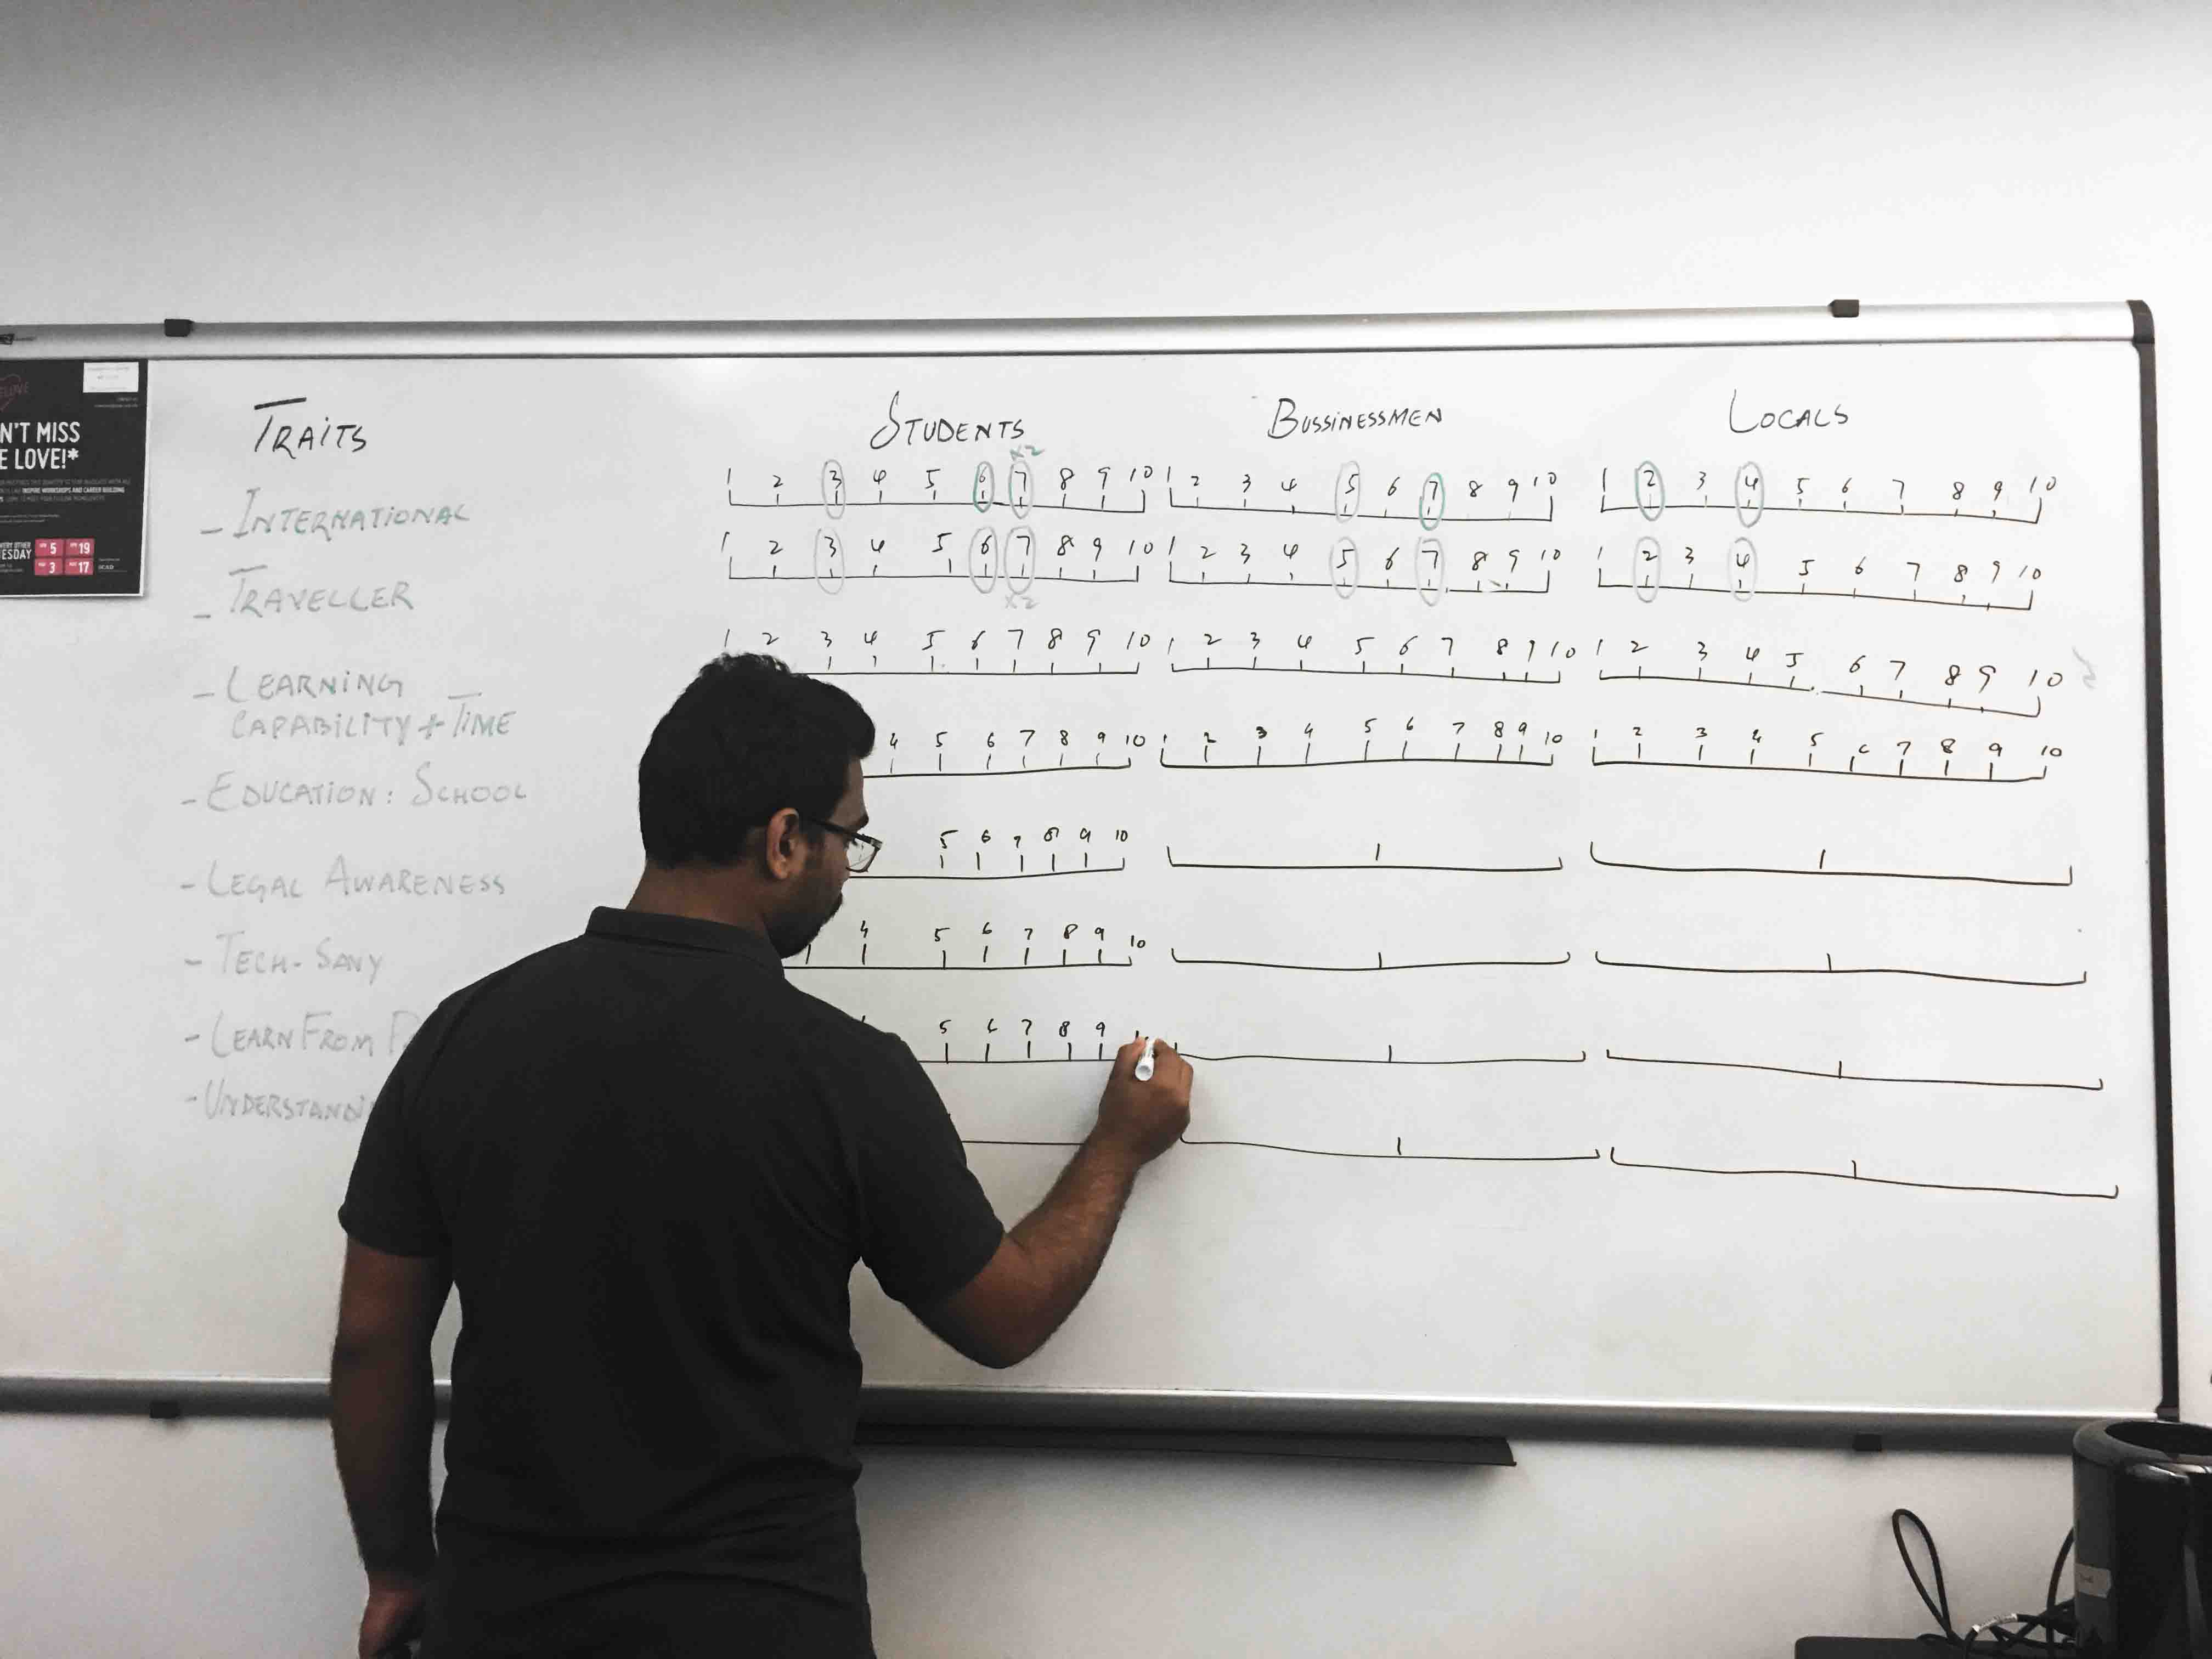 N'T MISS
E LOVE!*
INSPIRE WORKSHOPS AND CAREER BUILDING
ESDAY
5 19
3 17
TRAITS
- INTERNATIONAL
- TRAVELLER
- LEARNING
CAPABILITY + TIME
- EDUCATION: SCHOOL
- LEGAL AWARENESS
- TECH-SAVY
- LEARN FROM
- UNDERSTANDI
STUDENTS
x2
1 2 3 4 5 6 7 8 9 10
1 2 3 4 5 6 7 8 9 10
x2
1 2 3 4 5 6 7 8 9 10
4 5 6 7 8 9 10
5 6 7 8 9 10
4 5 6 7 8 9 10
5 6 7 8 9
BUSSINESSMEN
1 2 3 4 5 6 7 8 9 10
1 2 3 4 5 6 7 8 9 10
1 2 3 4 5 6 7 8 9 10
1 2 3 4 5 6 7 8 9 10
LOCALS
1 2 3 4 5 6 7 8 9 10
1 2 3 4 5 6 7 8 9 10
1 2 3 4 5 6 7 8 9 10
1 2 3 4 5 6 7 8 9 10